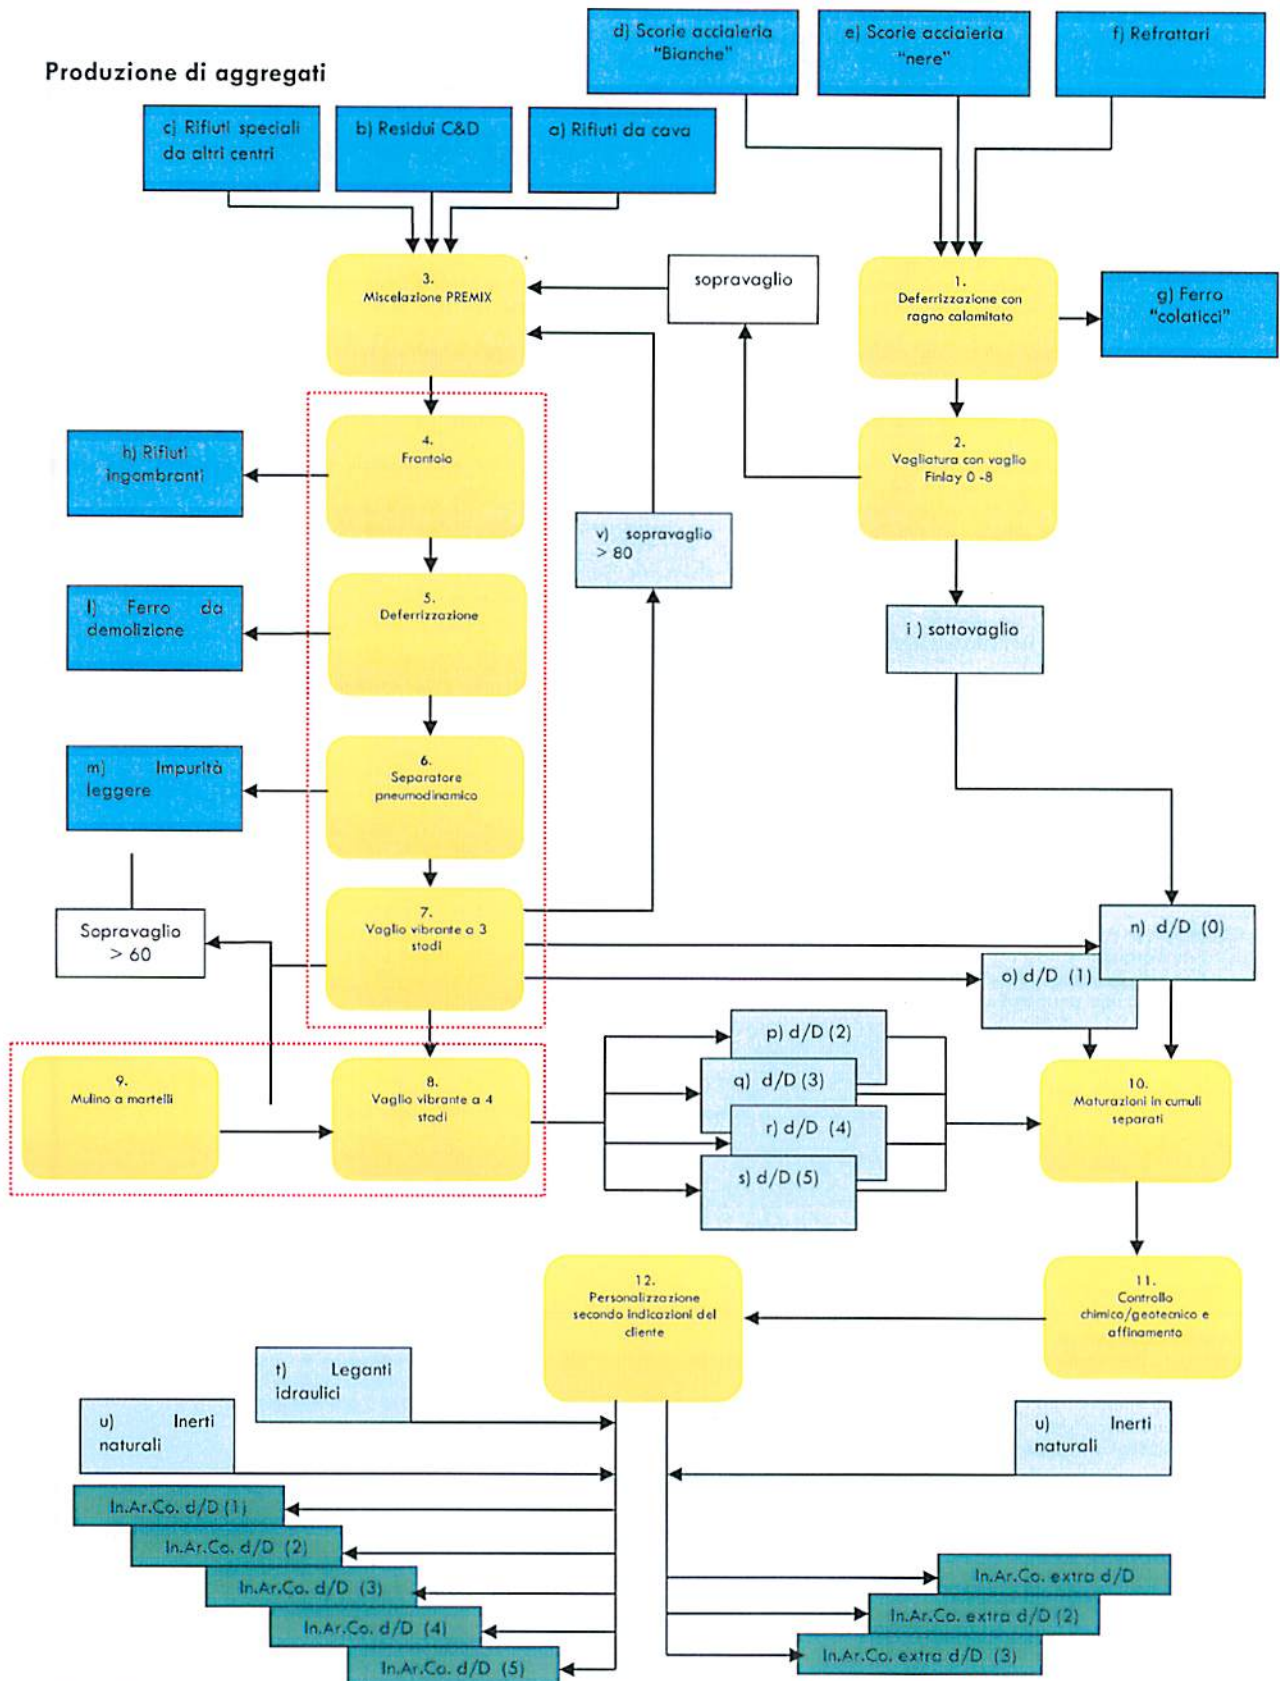 d) Scorie acciaieria
"Bianche"
e) Scorie acciaieria
"nere"
f) Refrattari
Produzione di aggregati
c) Rifiuti speciali
da altri centri
b) Residui C&D
a) Rifiuti da cava
3.
Miscelazione PREMIX
sopravaglio
1.
Deferrizzazione con
ragno calamitato
g) Ferro
"colaticci"
4.
Frantoio
2.
Vagliatura con vaglio
Finlay 0 -8
h) Rifiuti
ingombranti
v) sopravaglio
> 80
5.
Deferrizzazione
l) Ferro da
demolizione
i ) sottovaglio
6.
Separatore
pneumodinamico
m) Impurità
leggere
7.
Vaglio vibrante a 3
stadi
Sopravaglio
> 60
n) d/D (0)
o) d/D (1)
p) d/D (2)
q) d/D (3)
r) d/D (4)
s) d/D (5)
9.
Mulino a martelli
8.
Vaglio vibrante a 4
stadi
10.
Maturazioni in cumuli
separati
12.
Personalizzazione
secondo indicazioni del
cliente
11.
Controllo
chimico/geotecnico e
affinamento
t) Leganti
idraulici
u) Inerti
naturali
u) Inerti
naturali
In.Ar.Co. d/D (1)
In.Ar.Co. d/D (2)
In.Ar.Co. d/D (3)
In.Ar.Co. d/D (4)
In.Ar.Co. d/D (5)
In.Ar.Co. extra d/D
In.Ar.Co. extra d/D (2)
In.Ar.Co. extra d/D (3)